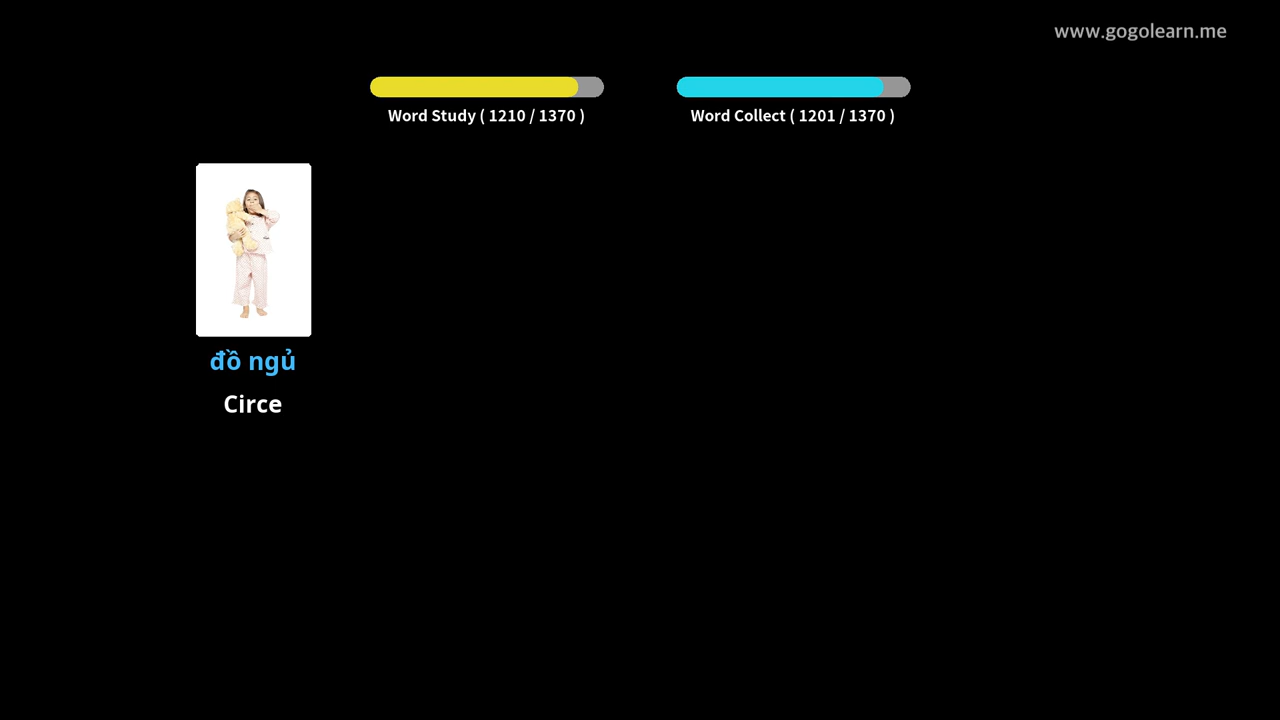 www.gogolearn.me
Word Study ( 1210 / 1370 )
Word Collect ( 1201 / 1370 )
đồ ngủ
Circe